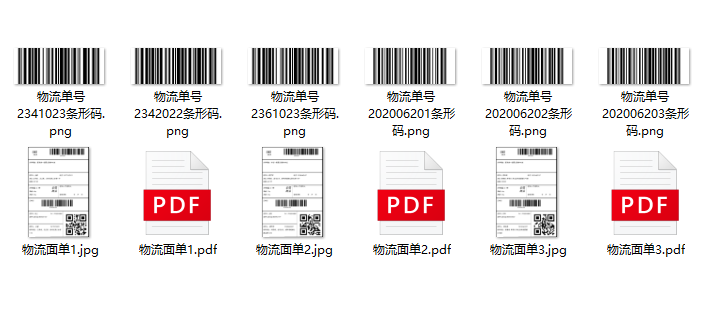 物流单号
2341023条形码.
png
物流单号
2342022条形码.
png
物流单号
2361023条形码.
png
物流单号
202006201条形
码.png
物流单号
202006202条形
码.png
物流单号
202006203条形
码.png
物流面单1.jpg
PDF
物流面单1.pdf
物流面单2.jpg
PDF
物流面单2.pdf
物流面单3.jpg
PDF
物流面单3.pdf